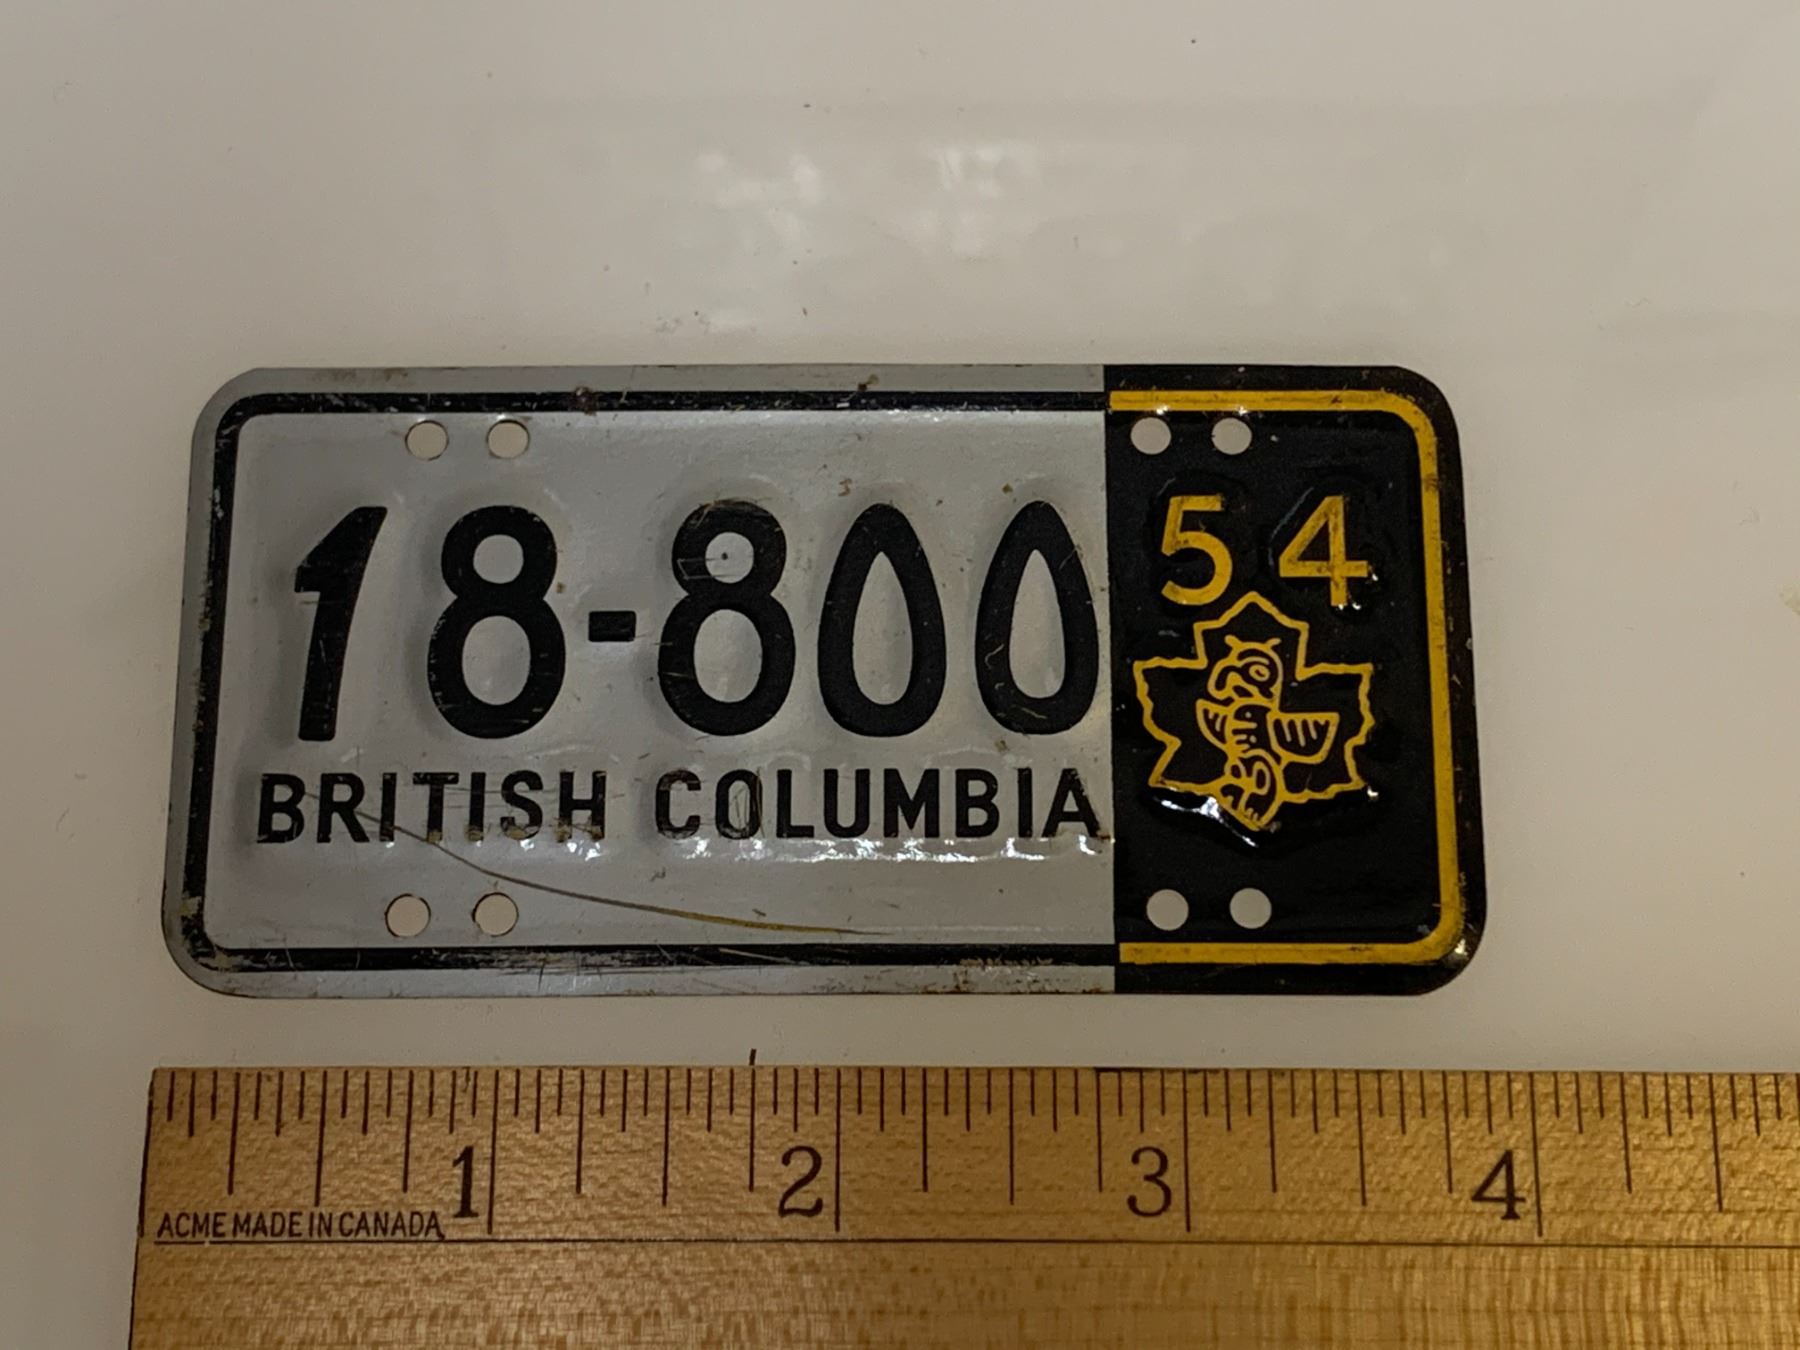 18-800
BRITISH COLUMBIA
54
1 2 3 4
ACME MADE IN CANADA